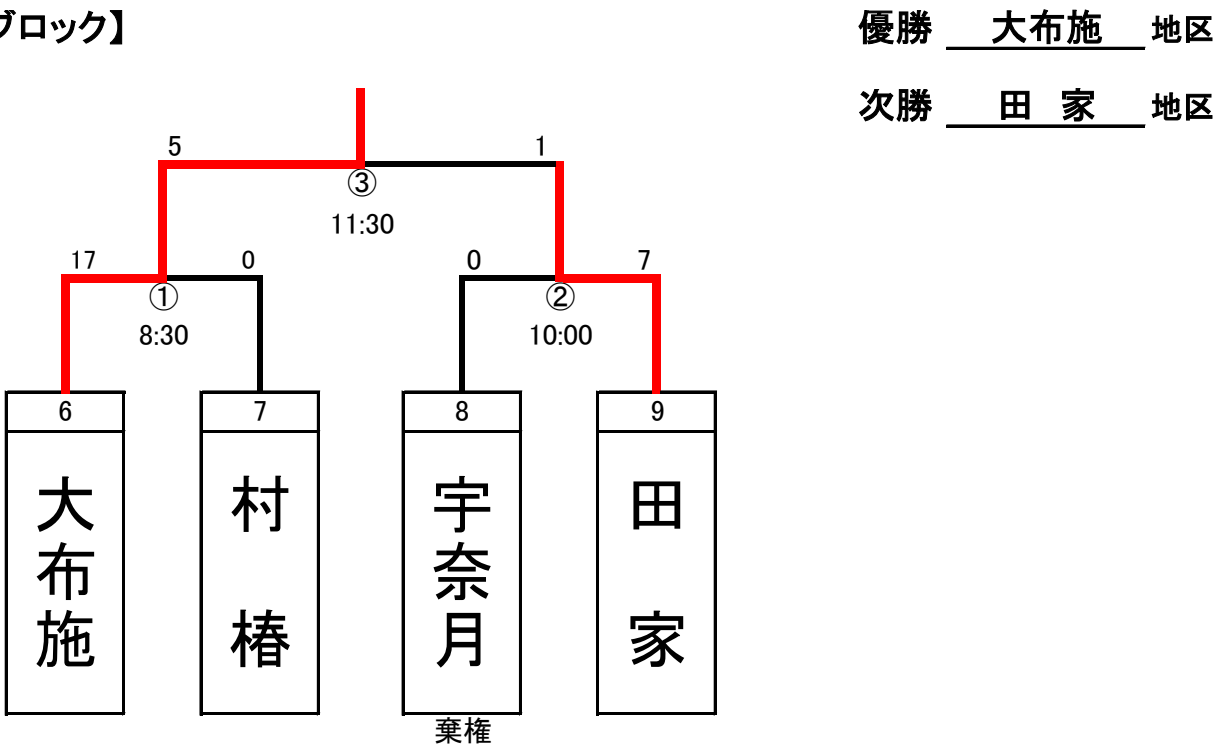 ブロック】
優勝 大布施 地区
次勝 田 家 地区
5 1
③
11:30
17 0 0 7
① ②
8:30 10:00
6 7 8 9
大布施
村椿
宇奈月
田家
棄権